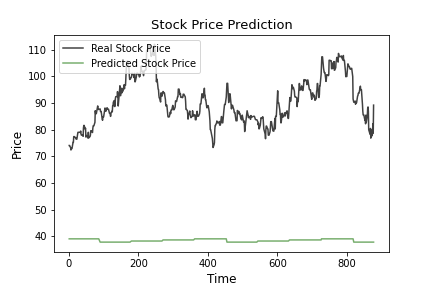 Stock Price Prediction
Real Stock Price
Predicted Stock Price
Price
110
100
90
80
70
60
50
40
0 200 400 600 800
Time